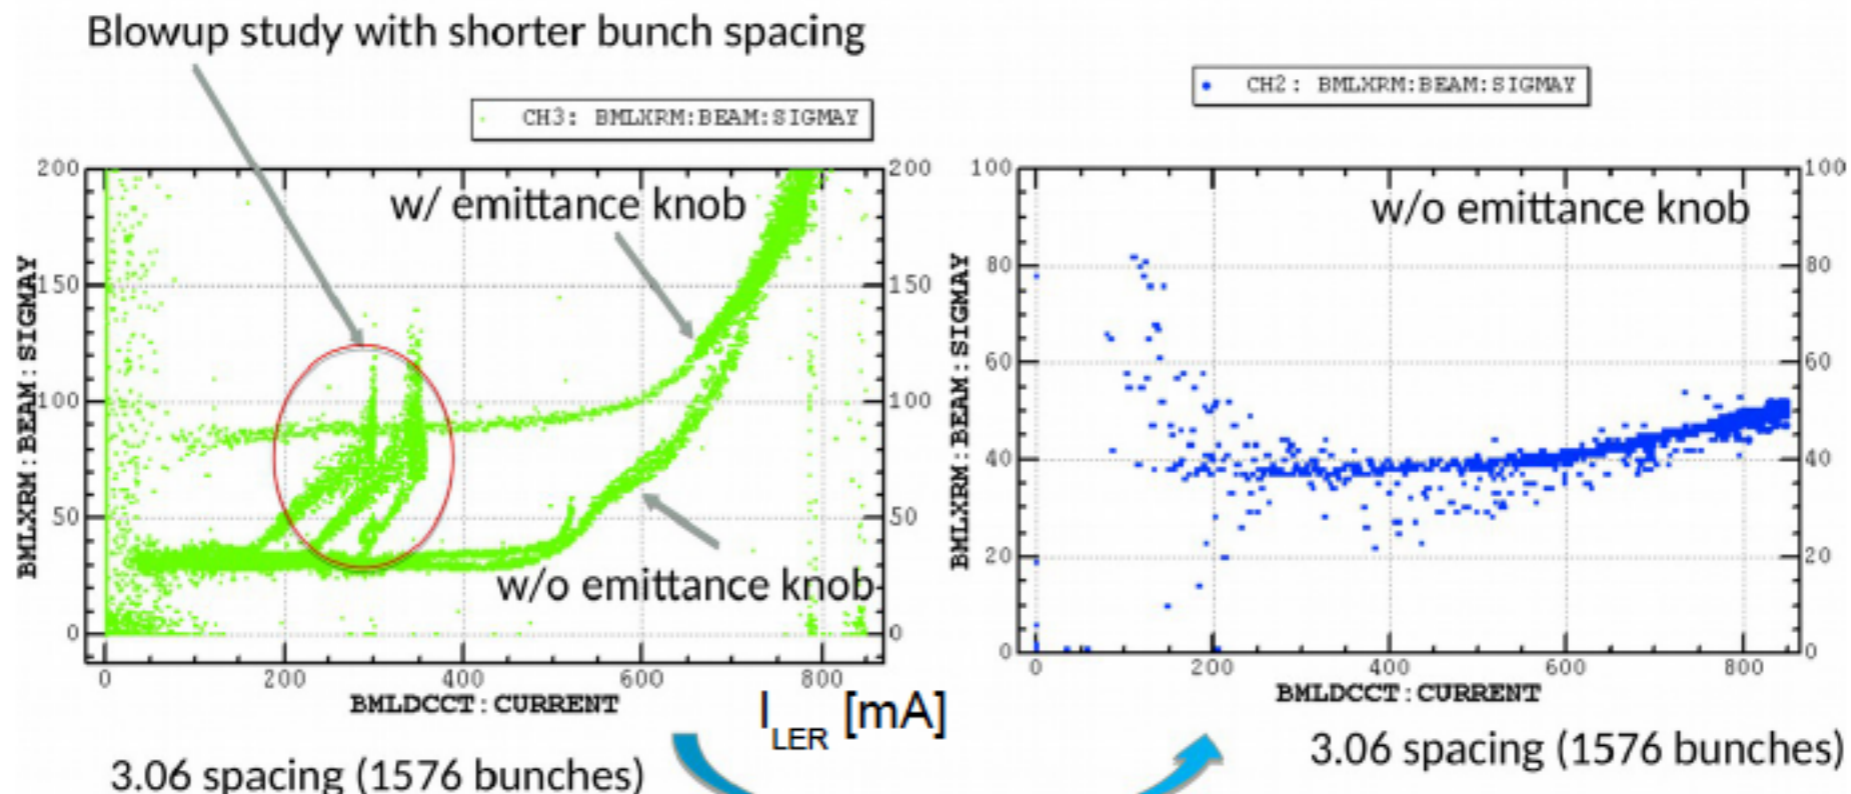 Blowup study with shorter bunch spacing
CH3: BMLXRM:BEAM:SIGMAY
w/ emittance knob
w/o emittance knob
BMLXRM:BEAM:SIGMAY
200
150
100
50
0
200
150
100
50
0
0 200 400 600 800
BMLDCCT:CURRENT
I LER [mA]
3.06 spacing (1576 bunches)
CH2: BMLXRM:BEAM:SIGMAY
w/o emittance knob
BMLXRM:BEAM:SIGMAY
100
80
60
40
20
0
100
80
60
40
20
0
0 200 400 600 800
BMLDCCT:CURRENT
3.06 spacing (1576 bunches)